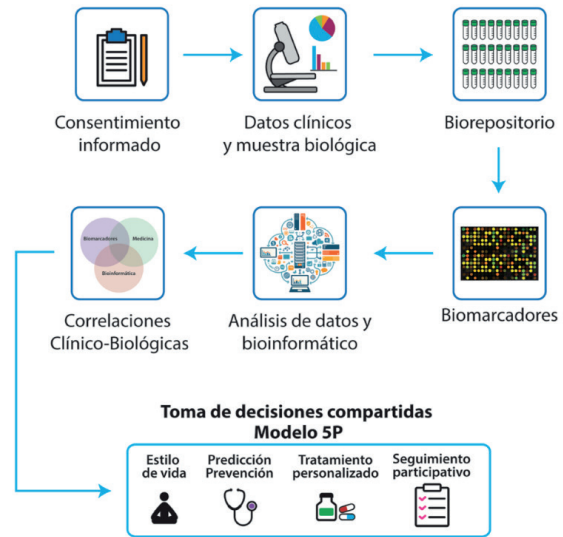 Consentimiento
informado
Datos clínicos
y muestra biológica
Biorepositorio
Biomarcadores
Medicina
Bioinformática
Correlaciones
Clínico-Biológicas
Análisis de datos y
bioinformático
Biomarcadores
Toma de decisiones compartidas
Modelo 5P
Estilo
de vida
Predicción
Prevención
Tratamiento
personalizado
Seguimiento
participativo